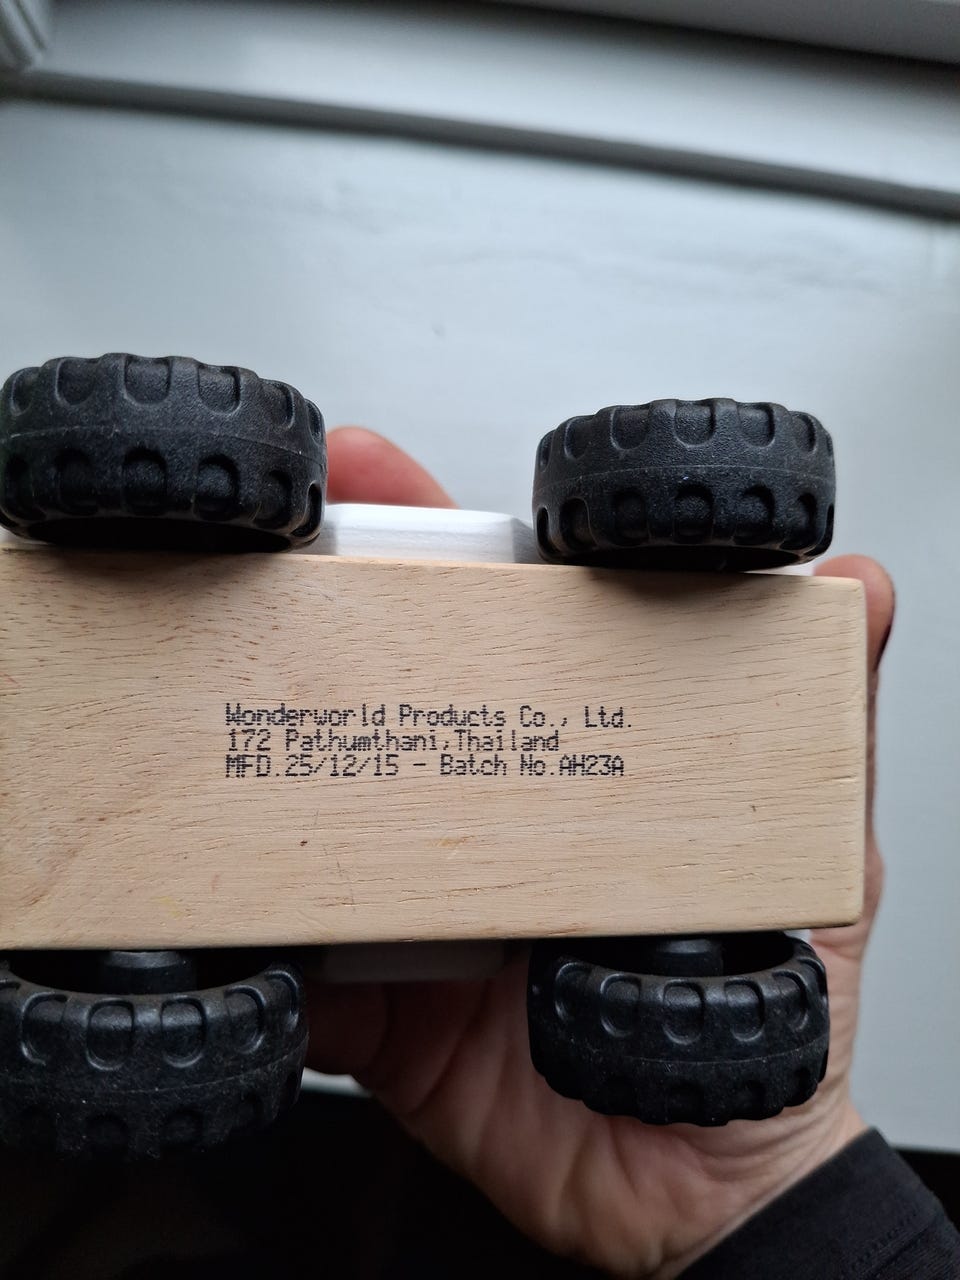 Wonderworld Products Co., Ltd.
172 Pathumthani,Thailand
MFD.25/12/15 - Batch No.AH23A